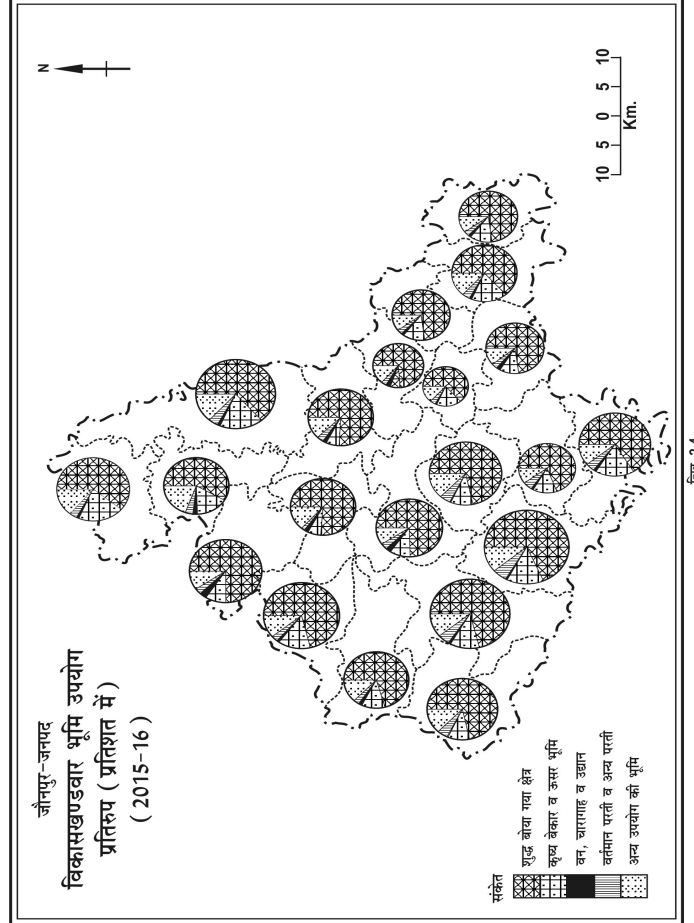 जौनपुर-जनपद
विकासखण्डवार भूमि उपयोग
प्रतिरुप ( प्रतिशत में )
( 2015-16 )
N
संकेत
शुद्ध बोया गया क्षेत्र
कृष्य बेकार व ऊसर भूमि
वन, चारागाह व उद्यान
वर्तमान परती व अन्य परती
अन्य उपयोग की भूमि
10 5 0 5 10
Km.